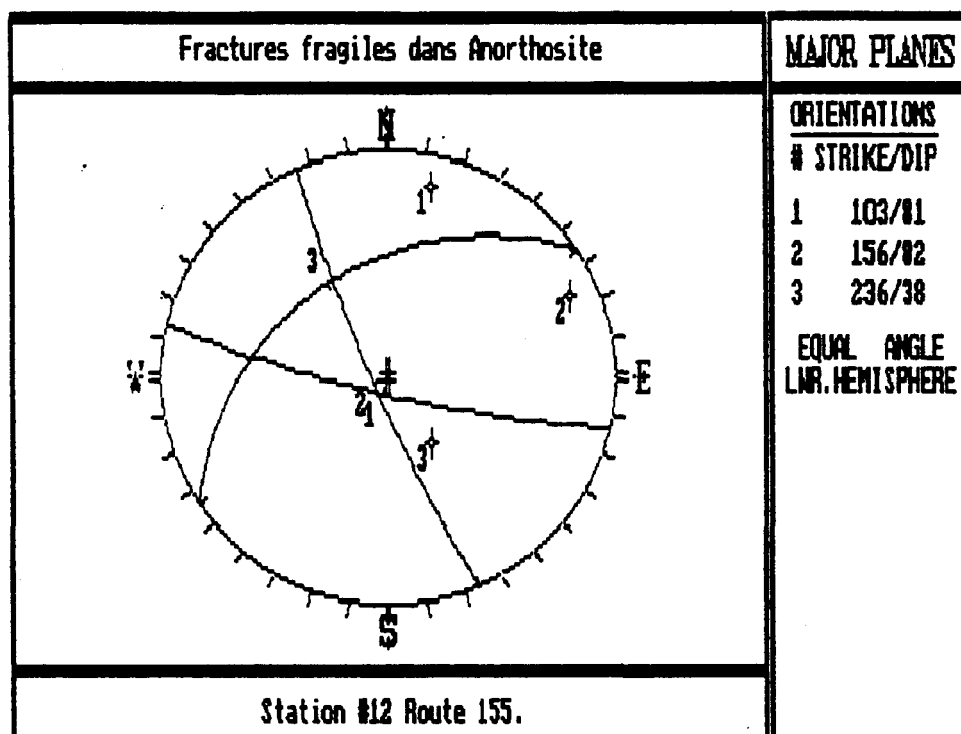 Fractures fragiles dans Anorthosite
MAJOR PLANES
ORIENTATIONS
# STRIKE/DIP
1 103/81
2 156/82
3 236/38
EQUAL ANGLE
LWR.HEMISPHERE
N
1
3
2
W
E
2
1
3
S
Station #12 Route 155.